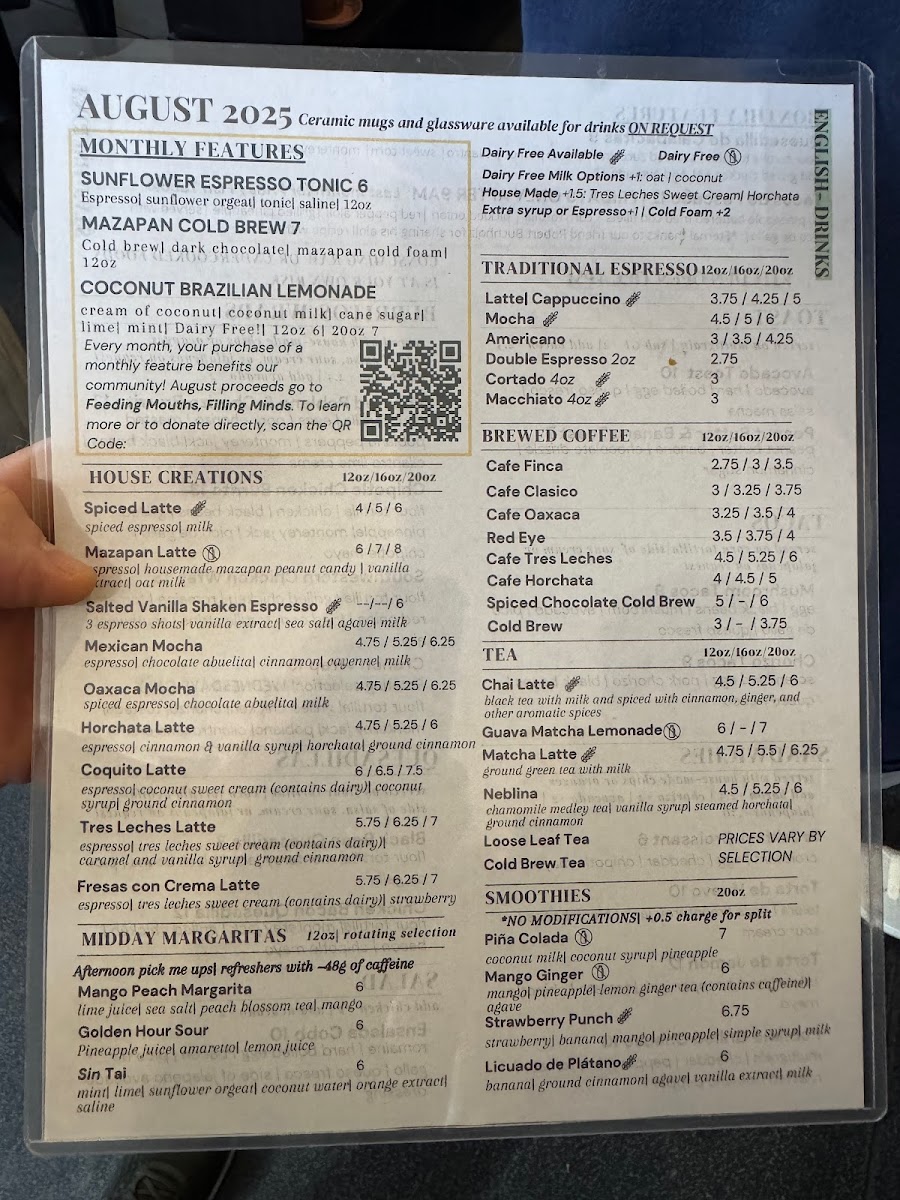 AUGUST 2025 Ceramic mugs and glassware available for drinks ON REQUEST
MONTHLY FEATURES
SUNFLOWER ESPRESSO TONIC 6
Espresso| sunflower orgeat| tonic| saline| 12oz
MAZAPAN COLD BREW 7
Cold brew| dark chocolate| mazapan cold foam|
12oz
COCONUT BRAZILIAN LEMONADE
cream of coconut| coconut milk| cane sugar|
lime| mint| Dairy Free!| 12oz 6| 20oz 7
Every month, your purchase of a
monthly feature benefits our
community! August proceeds go to
Feeding Mouths, Filling Minds. To learn
more or to donate directly, scan the QR
Code:
HOUSE CREATIONS 12oz/16oz/20oz
Spiced Latte 4 / 5 / 6
spiced espresso| milk
Mazapan Latte 6 / 7 / 8
espresso| housemade mazapan peanut candy | vanilla
extract| oat milk
Salted Vanilla Shaken Espresso --/--/ 6
3 espresso shots| vanilla extract| sea salt| agave| milk
Mexican Mocha 4.75 / 5.25 / 6.25
espresso| chocolate abuelita| cinnamon| cayenne| milk
Oaxaca Mocha 4.75 / 5.25 / 6.25
spiced espresso| chocolate abuelita| milk
Horchata Latte 4.75 / 5.25 / 6
espresso| cinnamon & vanilla syrup| horchata| ground cinnamon
Coquito Latte 6 / 6.5 / 7.5
espresso| coconut sweet cream (contains dairy)| coconut
syrup| ground cinnamon
Tres Leches Latte 5.75 / 6.25 / 7
espresso| tres leches sweet cream (contains dairy)|
caramel and vanilla syrup| ground cinnamon
Fresas con Crema Latte 5.75 / 6.25 / 7
espresso| tres leches sweet cream (contains dairy)| strawberry
MIDDAY MARGARITAS 12oz| rotating selection
Afternoon pick me ups| refreshers with ~48g of caffeine
Mango Peach Margarita 6
lime juice| sea salt| peach blossom tea| mango
Golden Hour Sour 6
Pineapple juice| amaretto| lemon juice
Sin Tai 6
mint| lime| sunflower orgeat| coconut water| orange extract|
saline
ENGLISH- DRINKS
Dairy Free Available Dairy Free
Dairy Free Milk Options +1: oat | coconut
House Made +1.5: Tres Leches Sweet Cream| Horchata
Extra syrup or Espresso+1 | Cold Foam +2
TRADITIONAL ESPRESSO 12oz/16oz/20oz
Latte| Cappuccino 3.75 / 4.25 / 5
Mocha 4.5 / 5 / 6
Americano 3 / 3.5 / 4.25
Double Espresso 2oz 2.75
Cortado 4oz 3
Macchiato 4oz 3
BREWED COFFEE 12oz/16oz/20oz
Cafe Finca 2.75 / 3 / 3.5
Cafe Clasico 3 / 3.25 / 3.75
Cafe Oaxaca 3.25 / 3.5 / 4
Red Eye 3.5 / 3.75 / 4
Cafe Tres Leches 4.5 / 5.25 / 6
Cafe Horchata 4 / 4.5 / 5
Spiced Chocolate Cold Brew 5 / - / 6
Cold Brew 3 / - / 3.75
TEA 12oz/16oz/20oz
Chai Latte 4.5 / 5.25 / 6
black tea with milk and spiced with cinnamon, ginger, and
other aromatic spices
Guava Matcha Lemonade 6 / - / 7
Matcha Latte 4.75 / 5.5 / 6.25
ground green tea with milk
Neblina 4.5 / 5.25 / 6
chamomile medley tea| vanilla syrup| steamed horchata|
ground cinnamon
Loose Leaf Tea PRICES VARY BY
Cold Brew Tea SELECTION
SMOOTHIES 20oz
*NO MODIFICATIONS| +0.5 charge for split
Piña Colada 7
coconut milk| coconut syrup| pineapple
Mango Ginger 6
mango| pineapple| lemon ginger tea (contains caffeine)|
agave
Strawberry Punch 6.75
strawberry| banana| mango| pineapple| simple syrup| milk
Licuado de Plátano 6
banana| ground cinnamon| agave| vanilla extract| milk